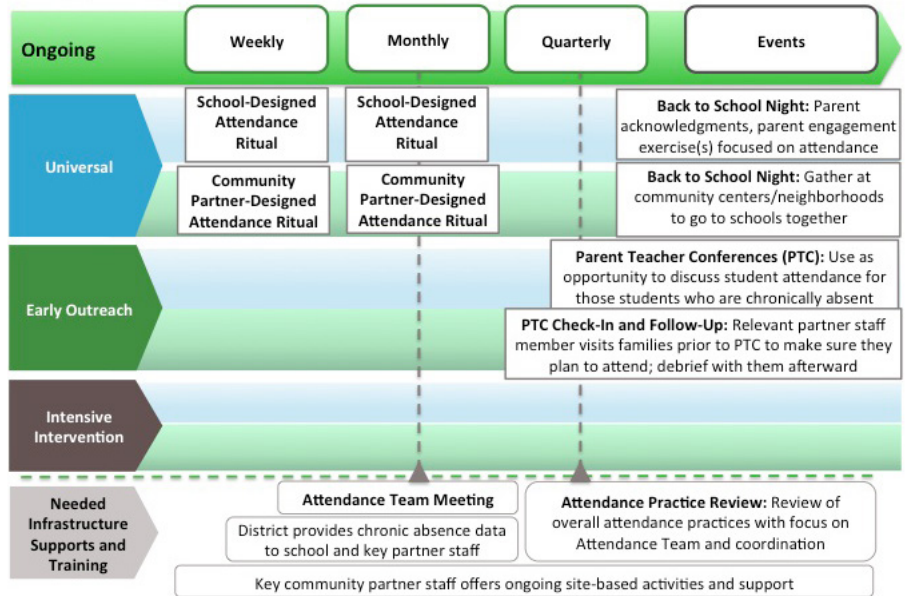 Ongoing
Weekly
Monthly
Quarterly
Events
Universal
School-Designed
Attendance
Ritual
School-Designed
Attendance
Ritual
Back to School Night: Parent
acknowledgments, parent engagement
exercise(s) focused on attendance
Community
Partner-Designed
Attendance Ritual
Community
Partner-Designed
Attendance Ritual
Back to School Night: Gather at
community centers/neighborhoods
to go to schools together
Early Outreach
Parent Teacher Conferences (PTC): Use as
opportunity to discuss student attendance for
those students who are chronically absent
PTC Check-In and Follow-Up: Relevant partner staff
member visits families prior to PTC to make sure they
plan to attend; debrief with them afterward
Intensive
Intervention
Needed
Infrastructure
Supports and
Training
Attendance Team Meeting
District provides chronic absence data
to school and key partner staff
Attendance Practice Review: Review of
overall attendance practices with focus on
Attendance Team and coordination
Key community partner staff offers ongoing site-based activities and support